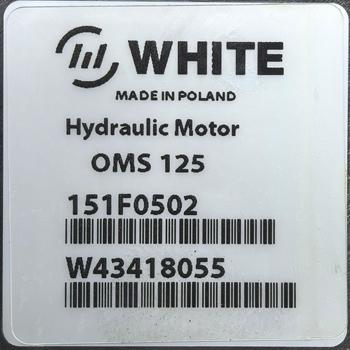 WHITE
MADE IN POLAND
Hydraulic Motor
OMS 125
151F0502
W43418055